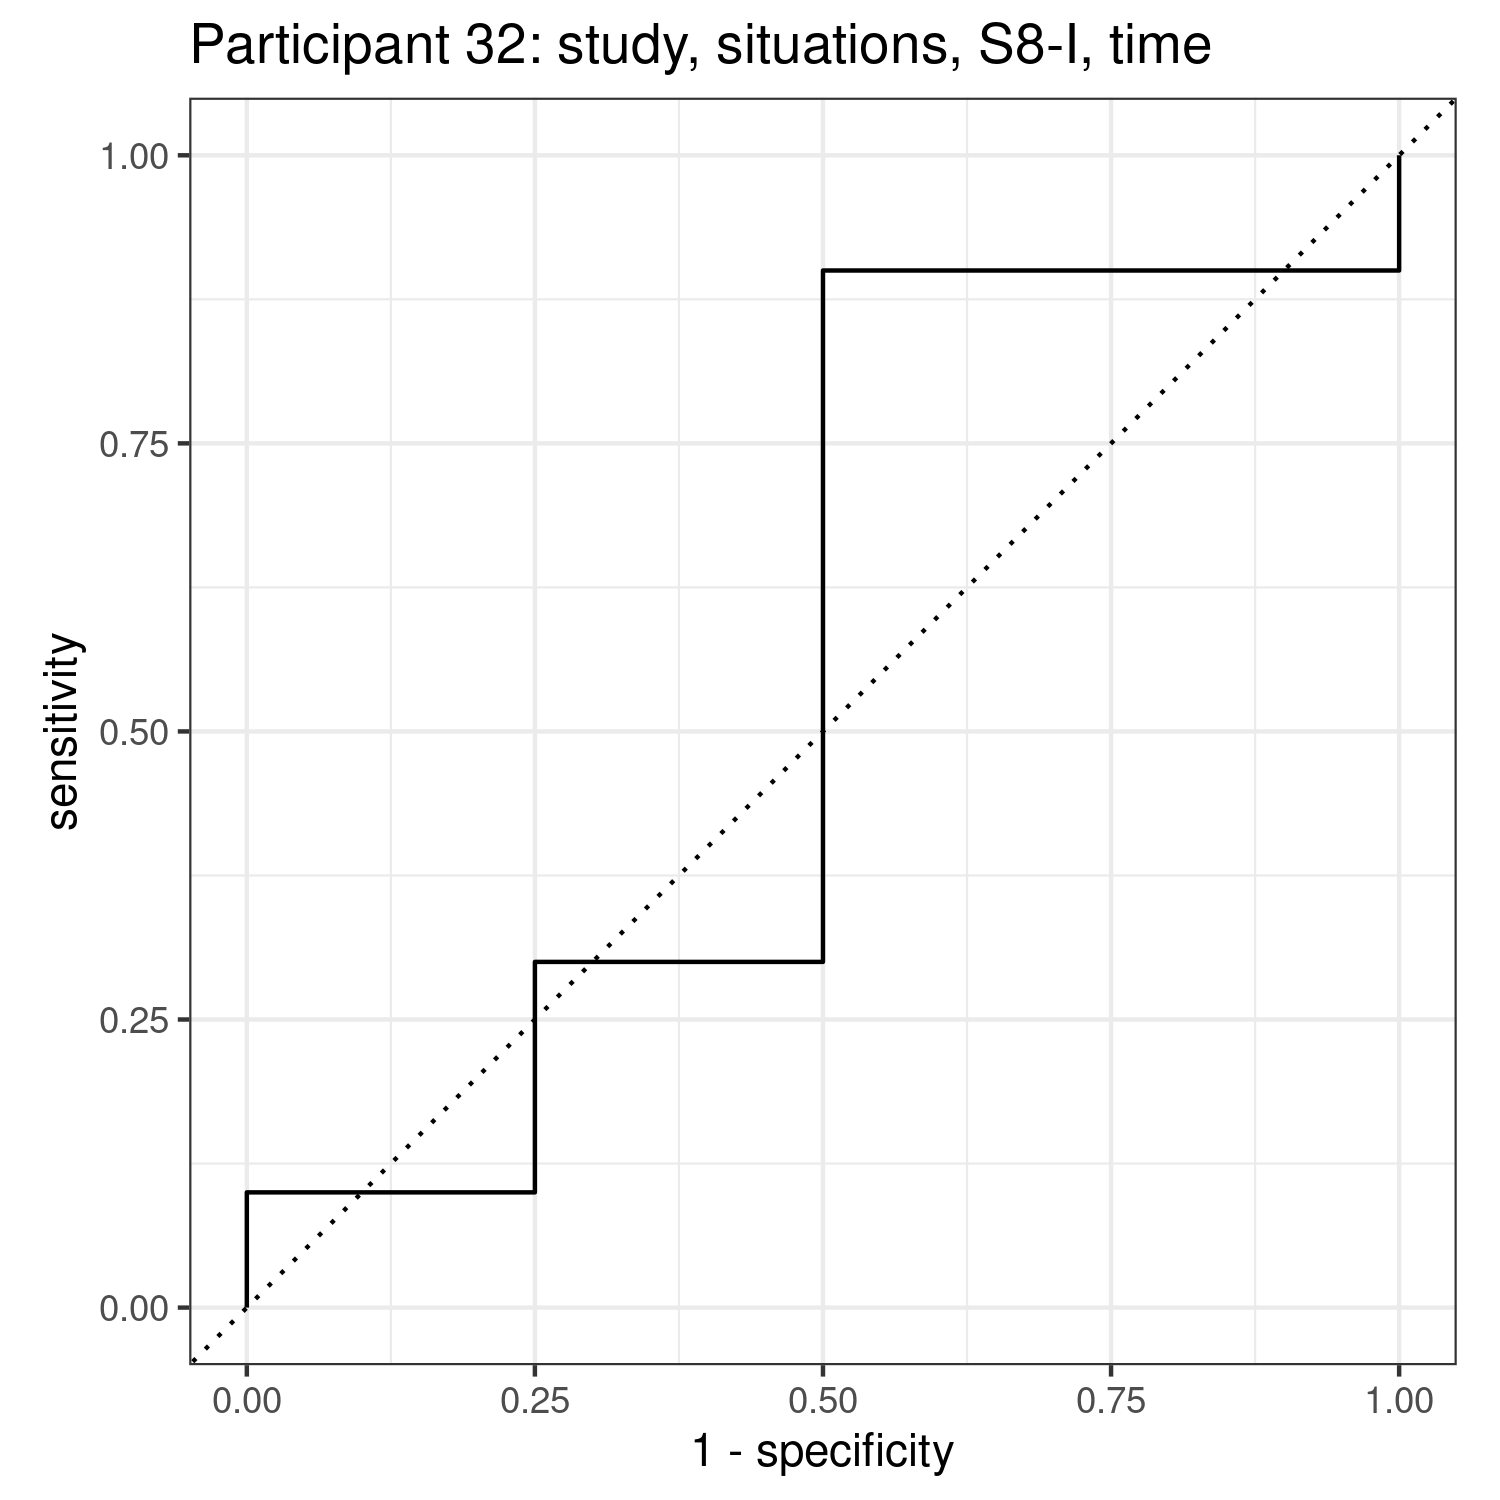 Participant 32: study, situations, S8-I, time
1.00
0.75
0.50
0.25
0.00
sensitivity
0.00 0.25 0.50 0.75 1.00
1 - specificity